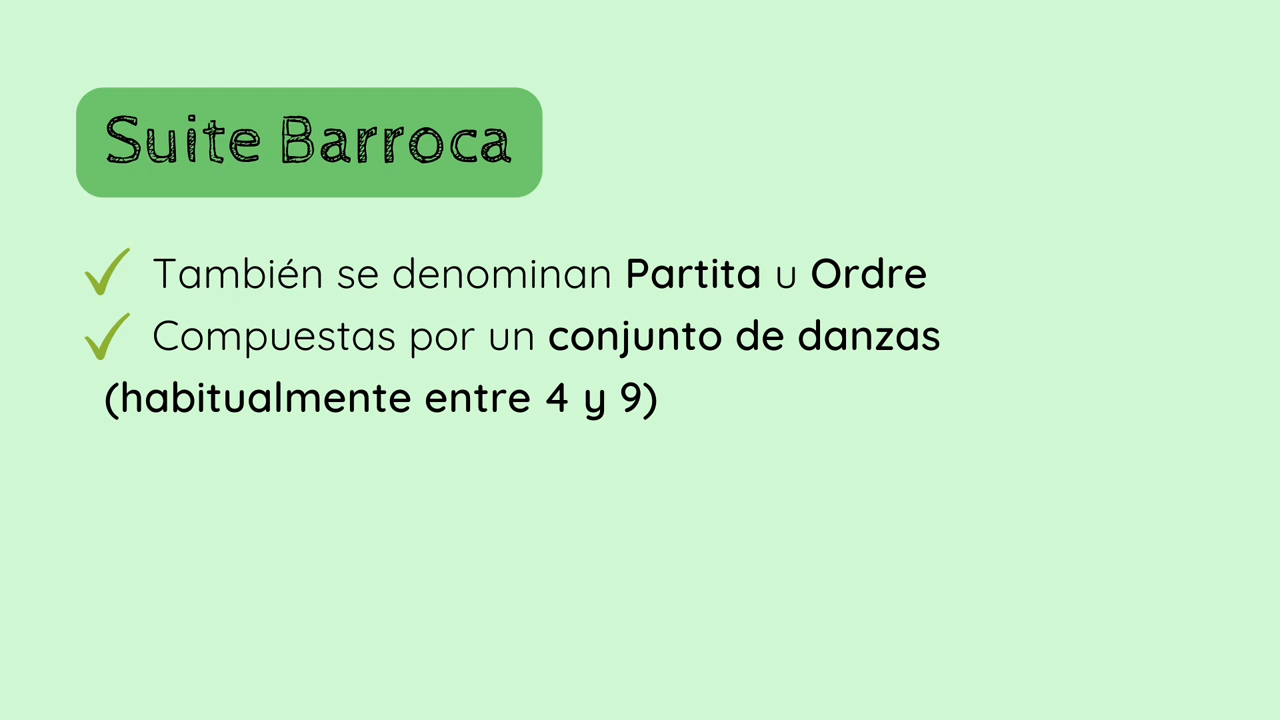 Suite Barroca
También se denominan Partita u Ordre
Compuestas por un conjunto de danzas
(habitualmente entre 4 y 9)